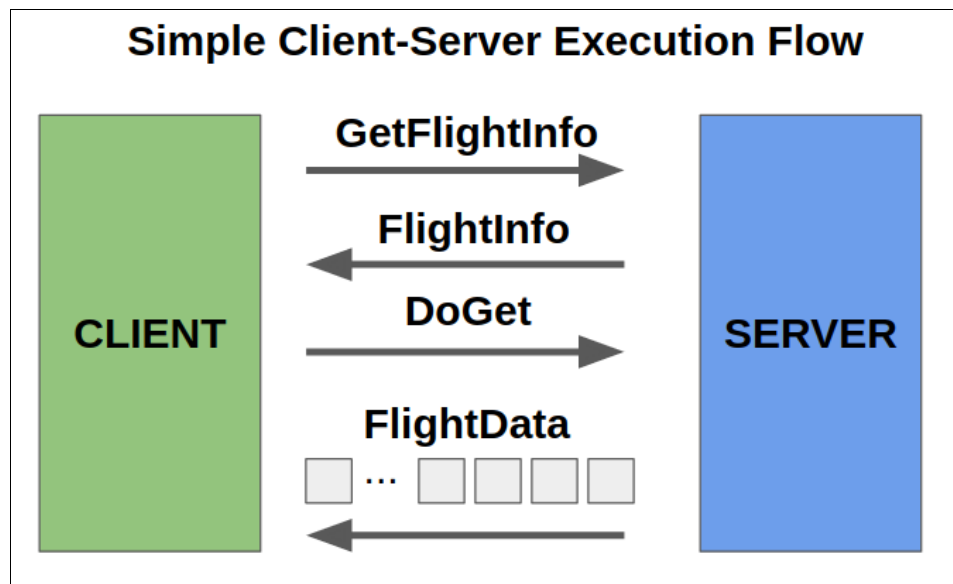 Simple Client-Server Execution Flow
GetFlightInfo
FlightInfo
DoGet
CLIENT
SERVER
FlightData
...